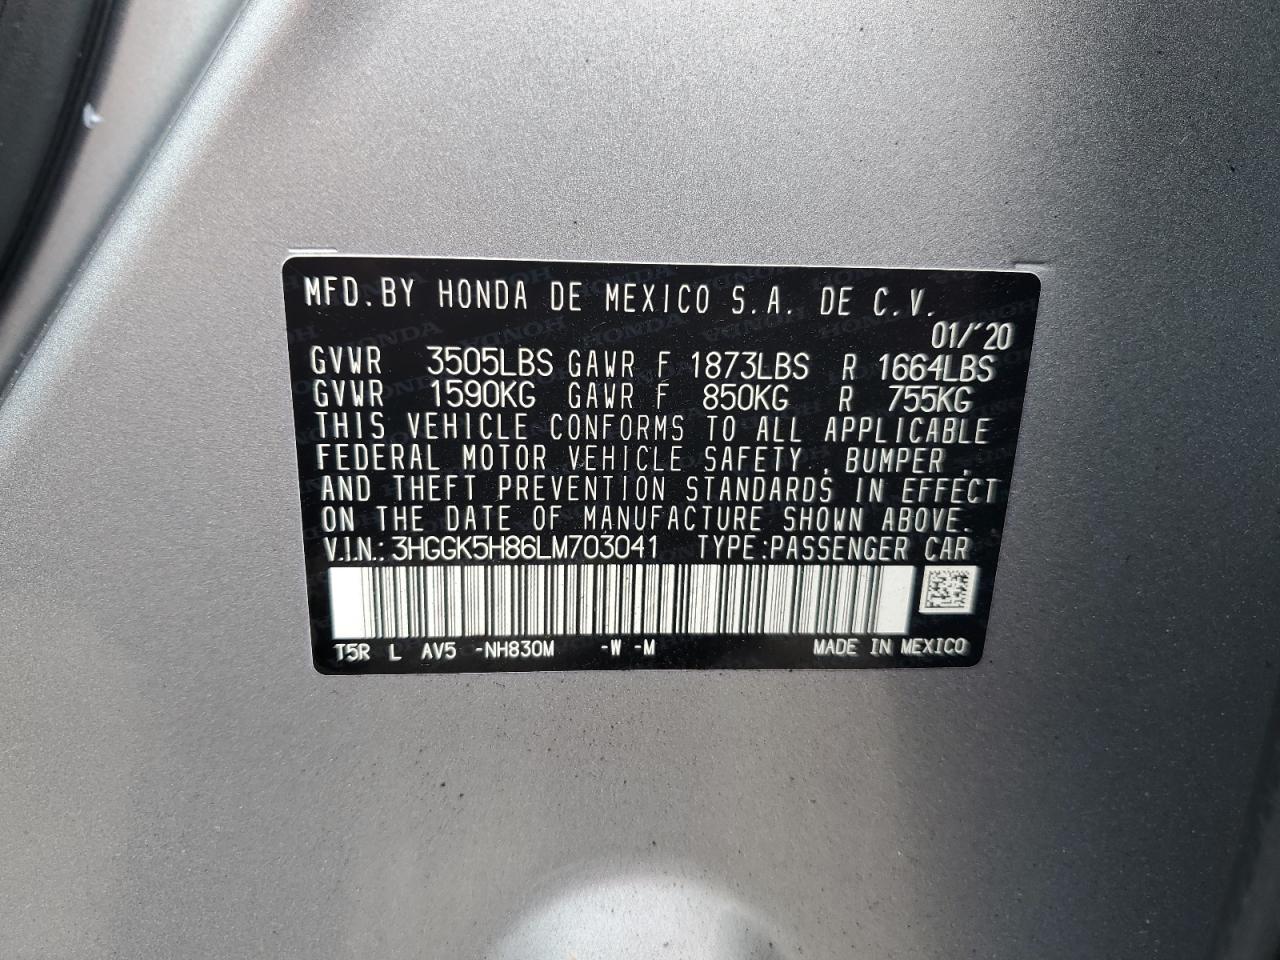 MFD.BY HONDA DE MEXICO S.A. DE C.V.
01/'20
GVWR 3505LBS GAWR F 1873LBS R 1664LBS
GVWR 1590KG GAWR F 850KG R 755KG
THIS VEHICLE CONFORMS TO ALL APPLICABLE
FEDERAL MOTOR VEHICLE SAFETY , BUMPER ,
AND THEFT PREVENTION STANDARDS IN EFFECT
ON THE DATE OF MANUFACTURE SHOWN ABOVE.
V.I.N.: 3HGGK5H86LM703041 TYPE:PASSENGER CAR
T5R L AV5 -NH830M -W -M MADE IN MEXICO